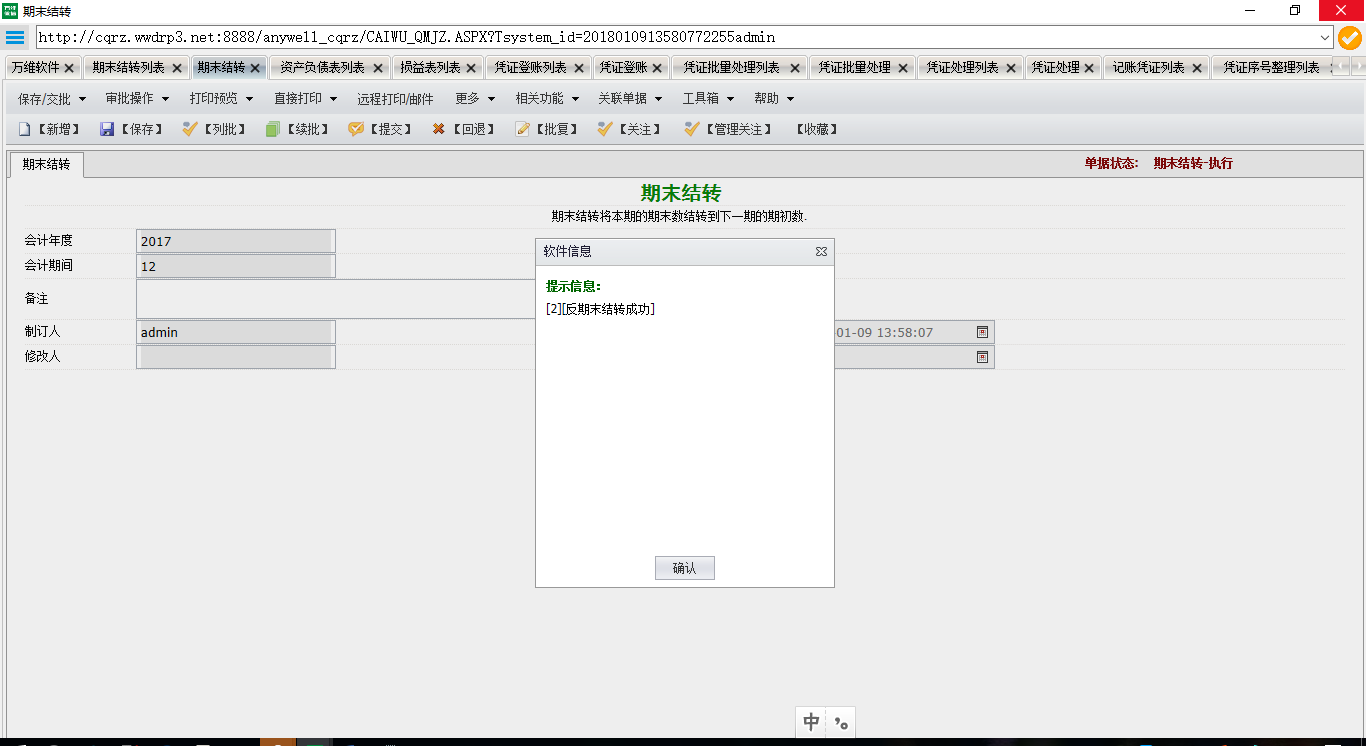 万维软件 期末结转
http://cqrz.wwdrp3.net:8888/anywell_cqrz/CAIWU_QMJZ.ASPX?Tsystem_id=2018010913580772255admin
万维软件 期末结转列表 期末结转 资产负债表列表 损益表列表 凭证登账列表 凭证登账 凭证批量处理列表 凭证批量处理 凭证处理列表 凭证处理 记账凭证列表 凭证序号整理列表
保存/交批 审批操作 打印预览 直接打印 远程打印/邮件 更多 相关功能 关联单据 工具箱 帮助
【新增】 【保存】 【列批】 【续批】 【提交】 【回退】 【批复】 【关注】 【管理关注】 【收藏】
期末结转 单据状态: 期末结转-执行
期末结转
期末结转将本期的期末数结转到下一期的期初数.
会计年度 2017
会计期间 12
备注
制订人 admin 01-09 13:58:07
修改人
软件信息
提示信息:
[2][反期末结转成功]
确认
中 ,。